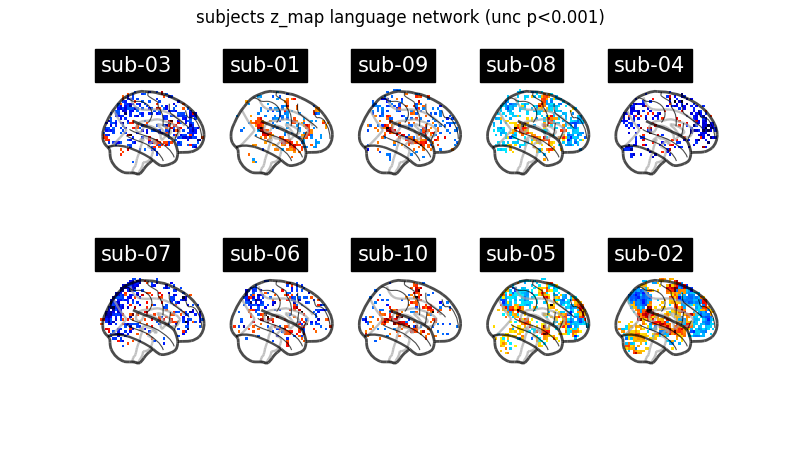 subjects z_map language network (unc p<0.001)
sub-03 sub-01 sub-09 sub-08 sub-04
sub-07 sub-06 sub-10 sub-05 sub-02